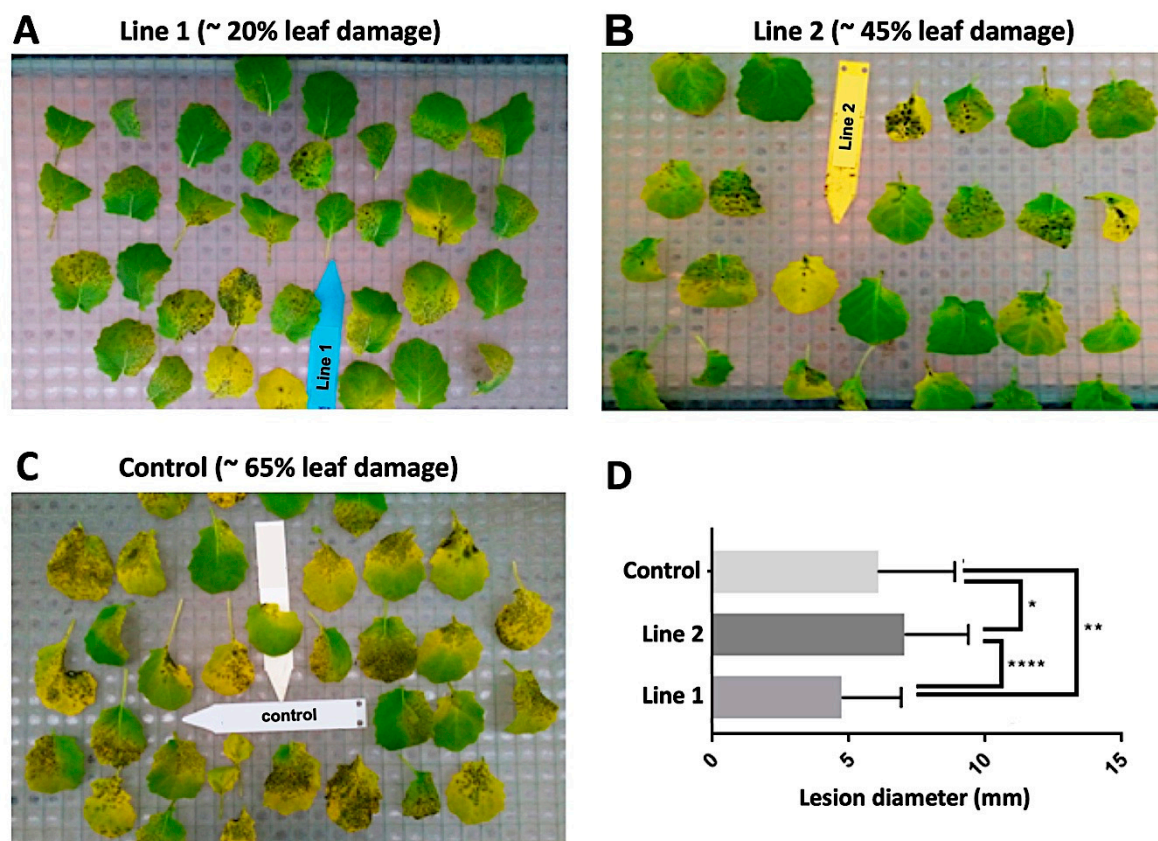 A
Line 1 (~ 20% leaf damage)
Line 1
B
Line 2 (~ 45% leaf damage)
Line 2
C
Control (~ 65% leaf damage)
control
D
Control
Line 2
Line 1
*
**
****
0
5
10
15
Lesion diameter (mm)